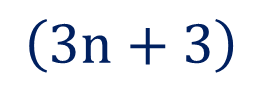 (3n + 3)